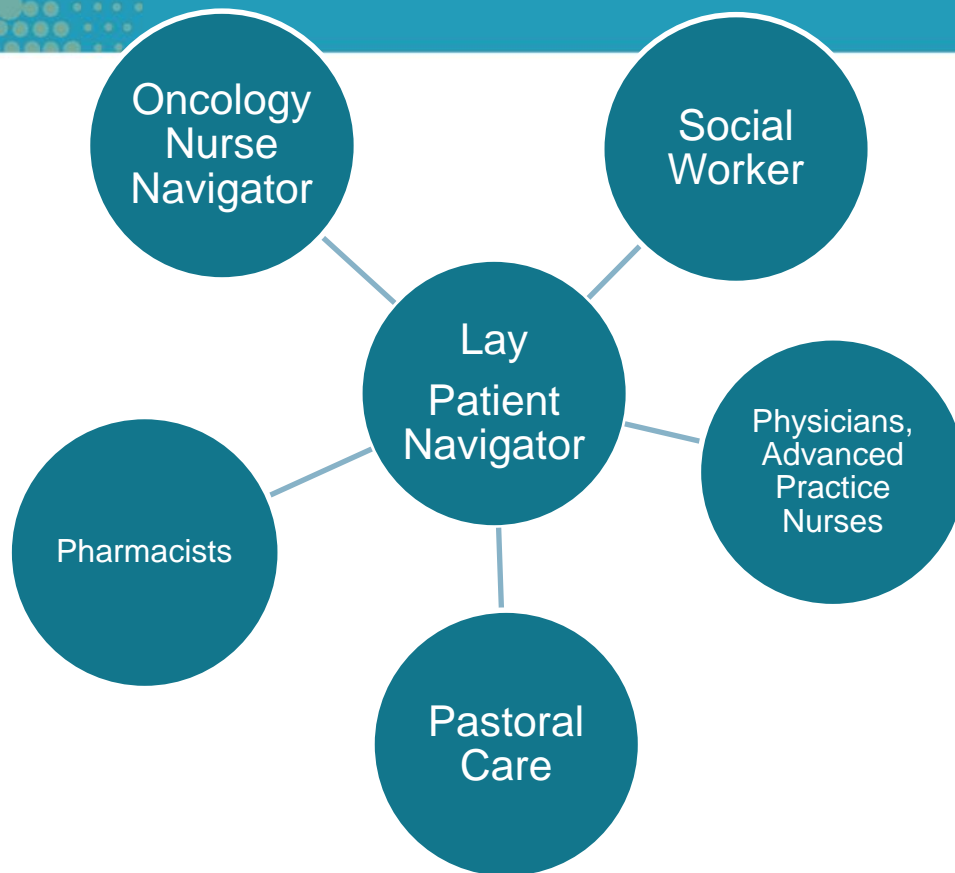 Oncology
Nurse
Navigator
Social
Worker
Lay
Patient
Navigator
Physicians,
Advanced
Practice
Nurses
Pharmacists
Pastoral
Care